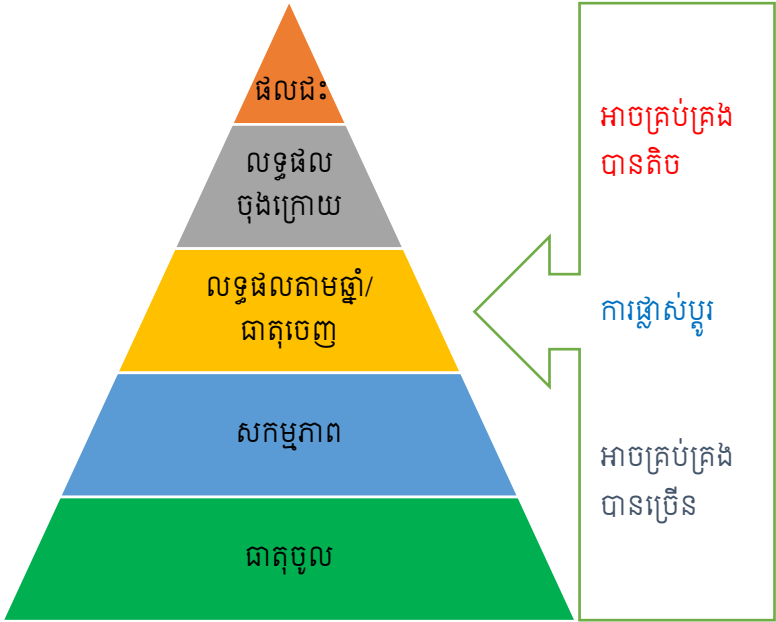 ផលជះ
លទ្ធផល
ចុងក្រោយ
លទ្ធផលតាមឆ្នាំ/
ធាតុចេញ
សកម្មភាព
ធាតុចូល
អាចគ្រប់គ្រង
បានតិច
ការផ្លាស់ប្តូរ
អាចគ្រប់គ្រង
បានច្រើន